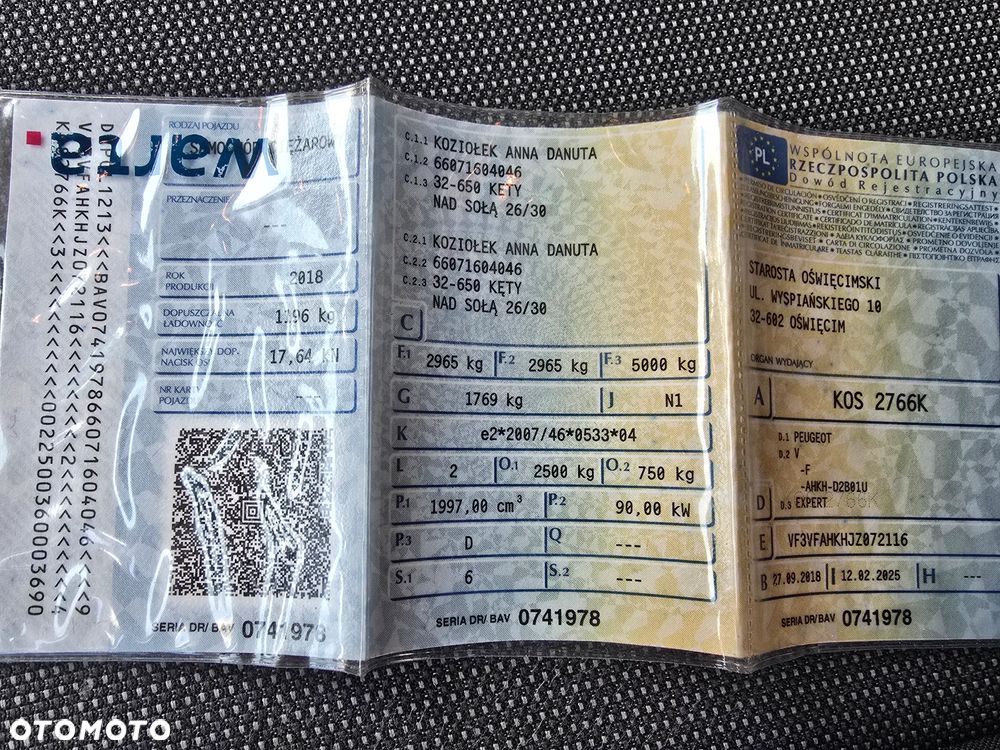 RODZAJ POJAZDU
PRZEZNACZENIE
---
ROK PRODUKCJI 2018
DOPUSZCZALNA ŁADOWNOŚĆ 1196 kg
NAJWIĘKSZY DOP. NACISK OSI 17,64 kN
NR KARTY POJAZDU ---
SERIA DR/ BAV 0741978
warta
C.1.1 KOZIOŁEK ANNA DANUTA
C.1.2 66071604046
C.1.3 32-650 KĘTY
NAD SOŁĄ 26/30
C.2.1 KOZIOŁEK ANNA DANUTA
C.2.2 66071604046
C.2.3 32-650 KĘTY
NAD SOŁĄ 26/30
C
F.1 2965 kg F.2 2965 kg F.3 5000 kg
G 1769 kg J N1
K e2*2007/46*0533*04
L 2 O.1 2500 kg O.2 750 kg
P.1 1997,00 cm³ P.2 90,00 kW
P.3 D Q ---
S.1 6 S.2 ---
SERIA DR/ BAV 0741978
PL
WSPÓLNOTA EUROPEJSKA
RZECZPOSPOLITA POLSKA
Dowód Rejestracyjny
STAROSTA OŚWIĘCIMSKI
UL. WYSPIAŃSKIEGO 10
32-602 OŚWIĘCIM
ORGAN WYDAJĄCY
A KOS 2766K
D.1 PEUGEOT
D.2 V
-F
-AHKH-D2B01U
D D.3 EXPERT
E VF3VFAHKHJZ072116
B 27.09.2018 I 12.02.2025 H ---
SERIA DR/ BAV 0741978
OTOMOTO